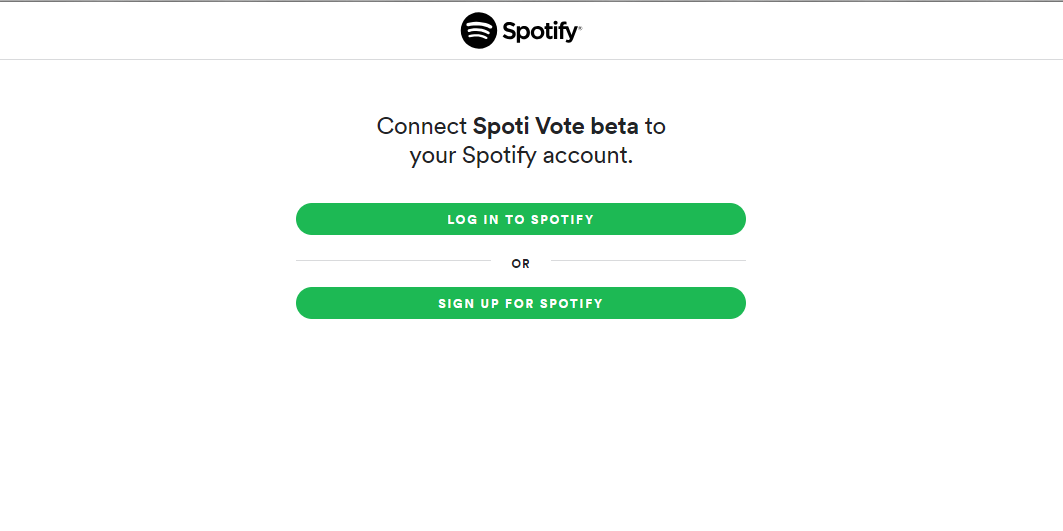 Spotify®
Connect Spoti Vote beta to
your Spotify account.
LOG IN TO SPOTIFY
OR
SIGN UP FOR SPOTIFY